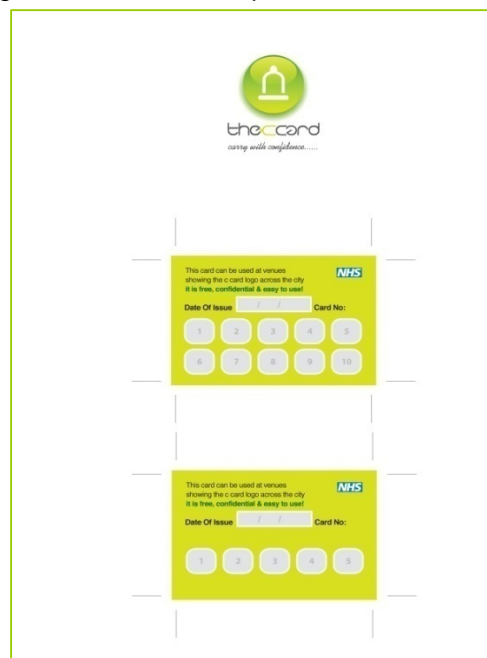 theccard
carry with confidence.....
This card can be used at venues
showing the c card logo across the city
it is free, confidential & easy to use!
NHS
Date Of Issue / / Card No:
1 2 3 4 5
6 7 8 9 10
This card can be used at venues
showing the c card logo across the city
it is free, confidential & easy to use!
NHS
Date Of Issue / / Card No:
1 2 3 4 5